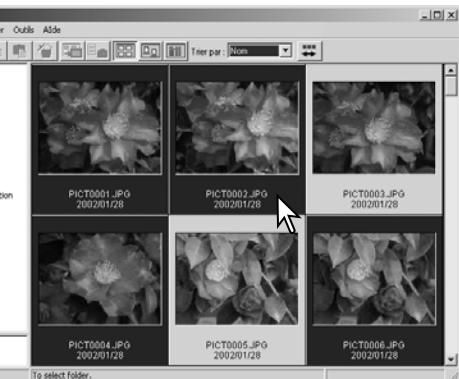 Outils Aide
Trier par : Nom
tion
PICT0001.JPG
2002/01/28
PICT0002.JPG
2002/01/28
PICT0003.JPG
2002/01/28
PICT0004.JPG
2002/01/28
PICT0005.JPG
2002/01/28
PICT0006.JPG
2002/01/28
To select folder.